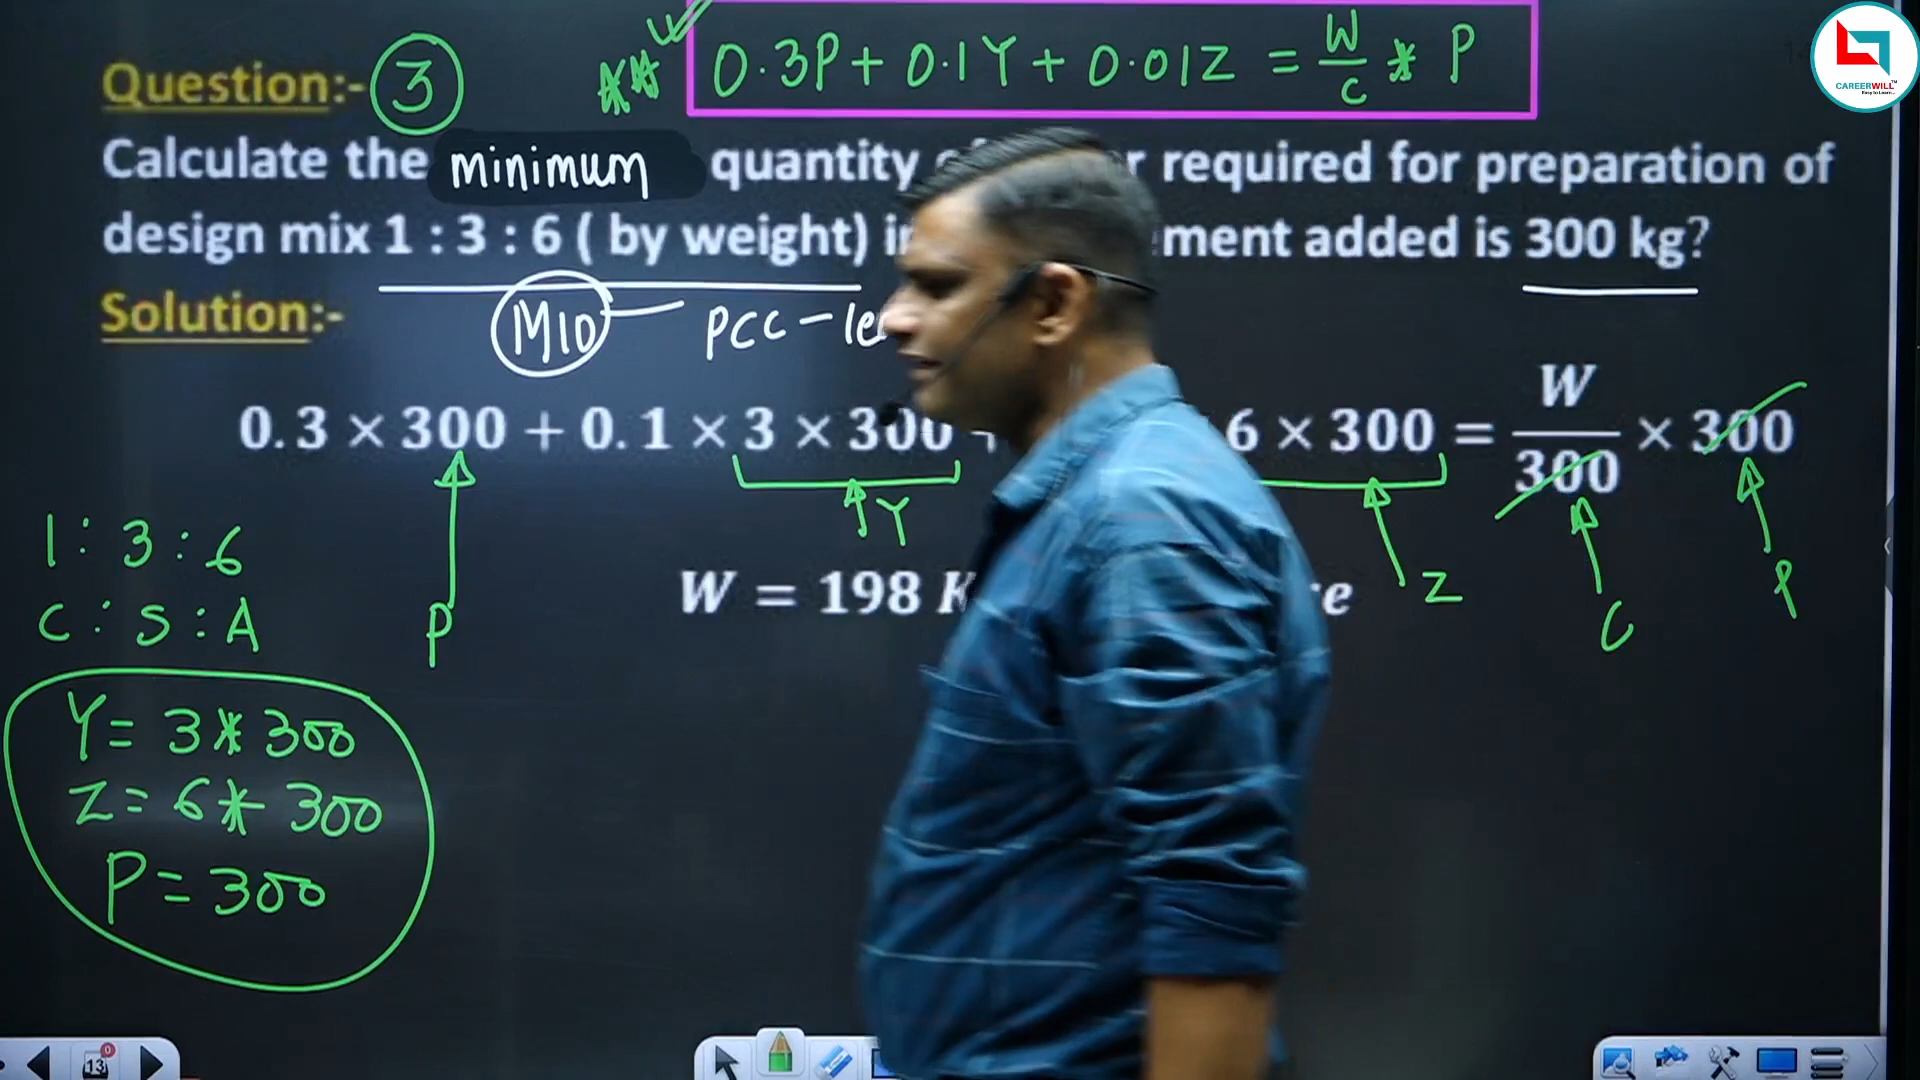 0.3P + 0.1Y + 0.01Z = W/C * P
Question:- 3
CAREERWILL
Calculate the minimum quantity required for preparation of
design mix 1 : 3 : 6 ( by weight) added is 300 kg?
Solution:- M10 — PCC –
0.3 × 300 + 0.1 × 3 × 300 + 6 × 300 = W/300 × 300
Y
1 : 3 : 6
W = 198
Z
C : S : A
P
C
P
Y = 3 * 300
Z = 6 * 300
P = 300
13
0